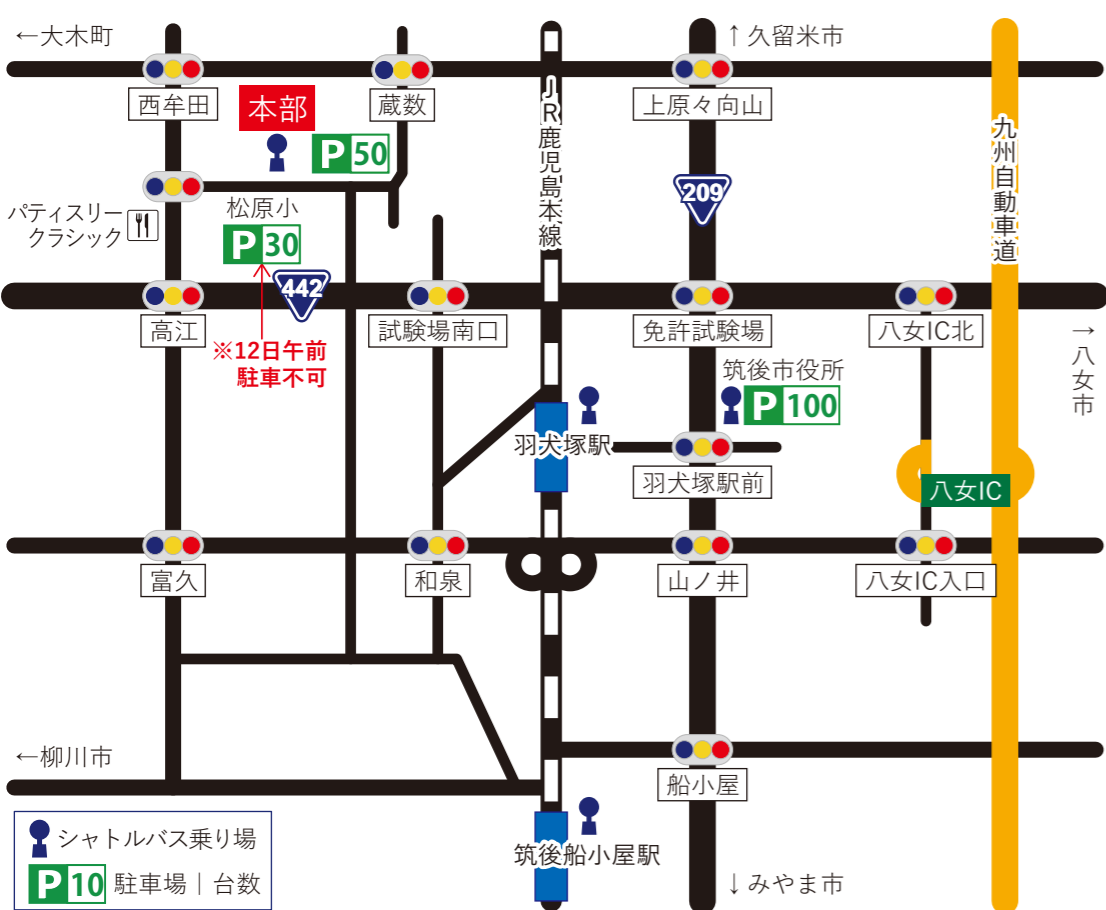 ←大木町
↑久留米市
西牟田
本部
蔵数
上原々向山
P50
JR鹿児島本線
九州自動車道
パティスリー
クラシック
松原小
P30
209
442
高江
試験場南口
免許試験場
八女IC北
※12日午前
駐車不可
→八女市
筑後市役所
P100
羽犬塚駅
羽犬塚駅前
八女IC
富久
和泉
山ノ井
八女IC入口
←柳川市
船小屋
シャトルバス乗り場
P10 駐車場｜台数
筑後船小屋駅
↓みやま市